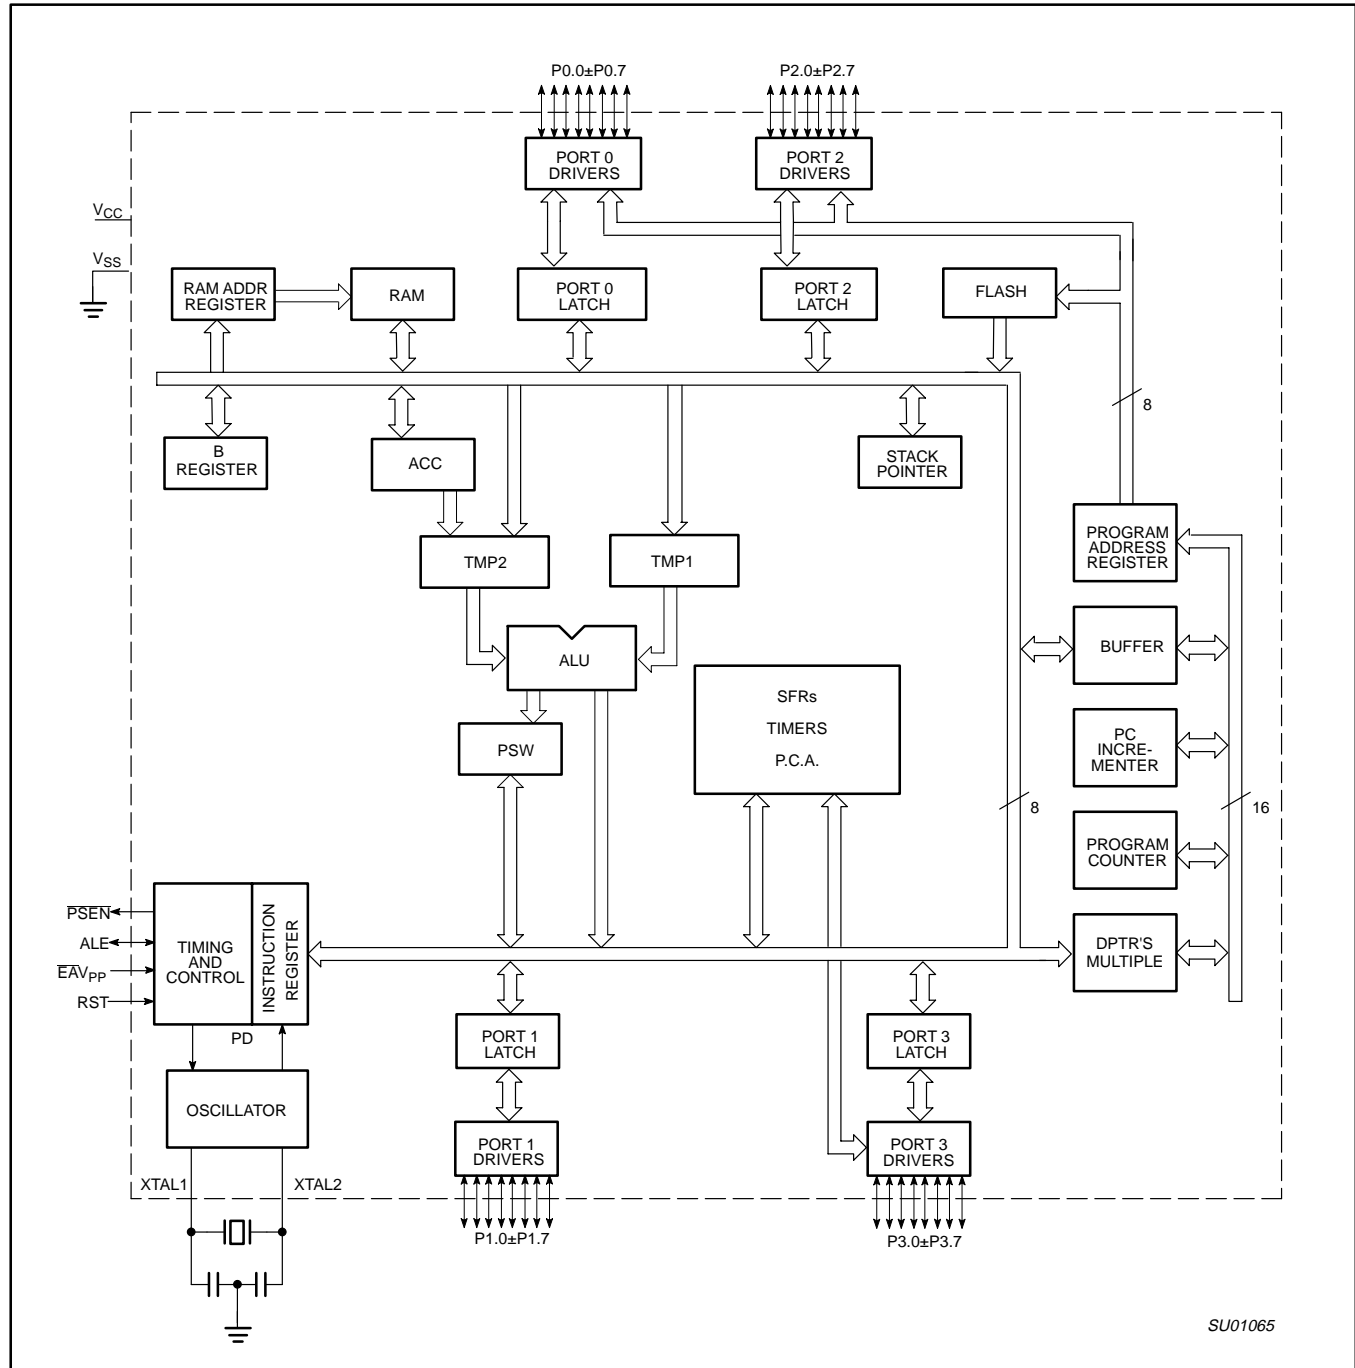 P0.0±P0.7
P2.0±P2.7
PORT 0
DRIVERS
PORT 2
DRIVERS
VCC
VSS
RAM ADDR
REGISTER
RAM
PORT 0
LATCH
PORT 2
LATCH
FLASH
8
B
REGISTER
ACC
STACK
POINTER
PROGRAM
ADDRESS
REGISTER
TMP2
TMP1
BUFFER
ALU
SFRs
TIMERS
P.C.A.
PSW
PC
INCRE-
MENTER
8
16
PROGRAM
COUNTER
PSEN
ALE
EAVPP
RST
TIMING
AND
CONTROL
INSTRUCTION
REGISTER
DPTR'S
MULTIPLE
PD
PORT 1
LATCH
PORT 3
LATCH
OSCILLATOR
PORT 1
DRIVERS
PORT 3
DRIVERS
XTAL1
XTAL2
P1.0±P1.7
P3.0±P3.7
SU01065